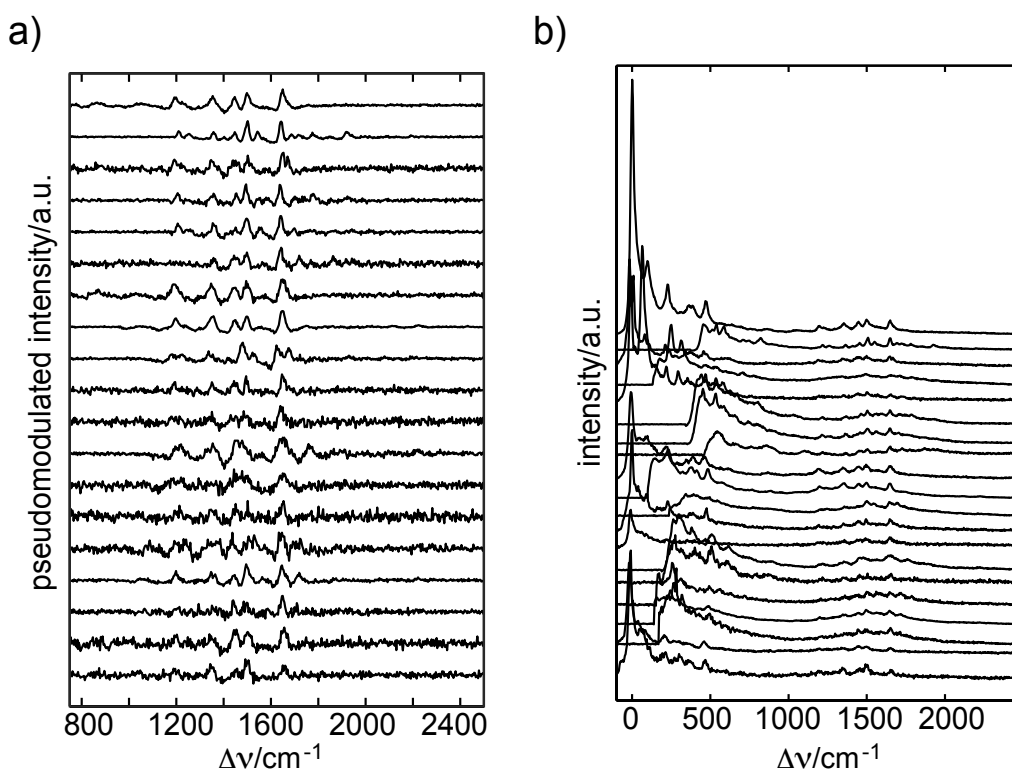 a)
b)
pseudomodulated intensity/a.u.
800 1200 1600 2000 2400
Δν/cm⁻¹
intensity/a.u.
0 500 1000 1500 2000
Δν/cm⁻¹